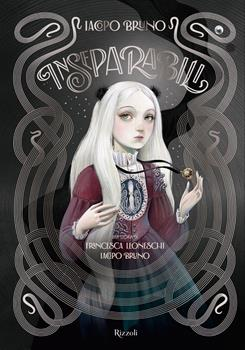 IACOPO BRUNO
INSEPARABILI
FRANCESCA LEONESCHI
IACOPO BRUNO
Rizzoli